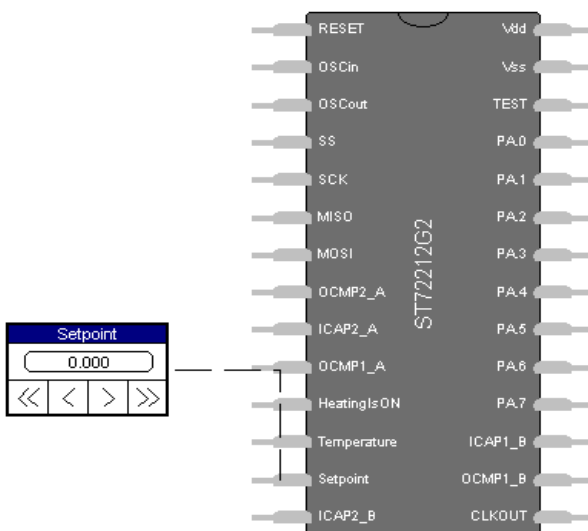 RESET Vdd
OSCin Vss
OSCout TEST
SS PA.0
SCK PA.1
MISO PA.2
MOSI PA.3
ST72212G2
OCMP2_A PA.4
ICAP2_A PA.5
OCMP1_A PA.6
HeatingIsON PA.7
Temperature ICAP1_B
Setpoint OCMP1_B
ICAP2_B CLKOUT
Setpoint
0.000
<< < > >>